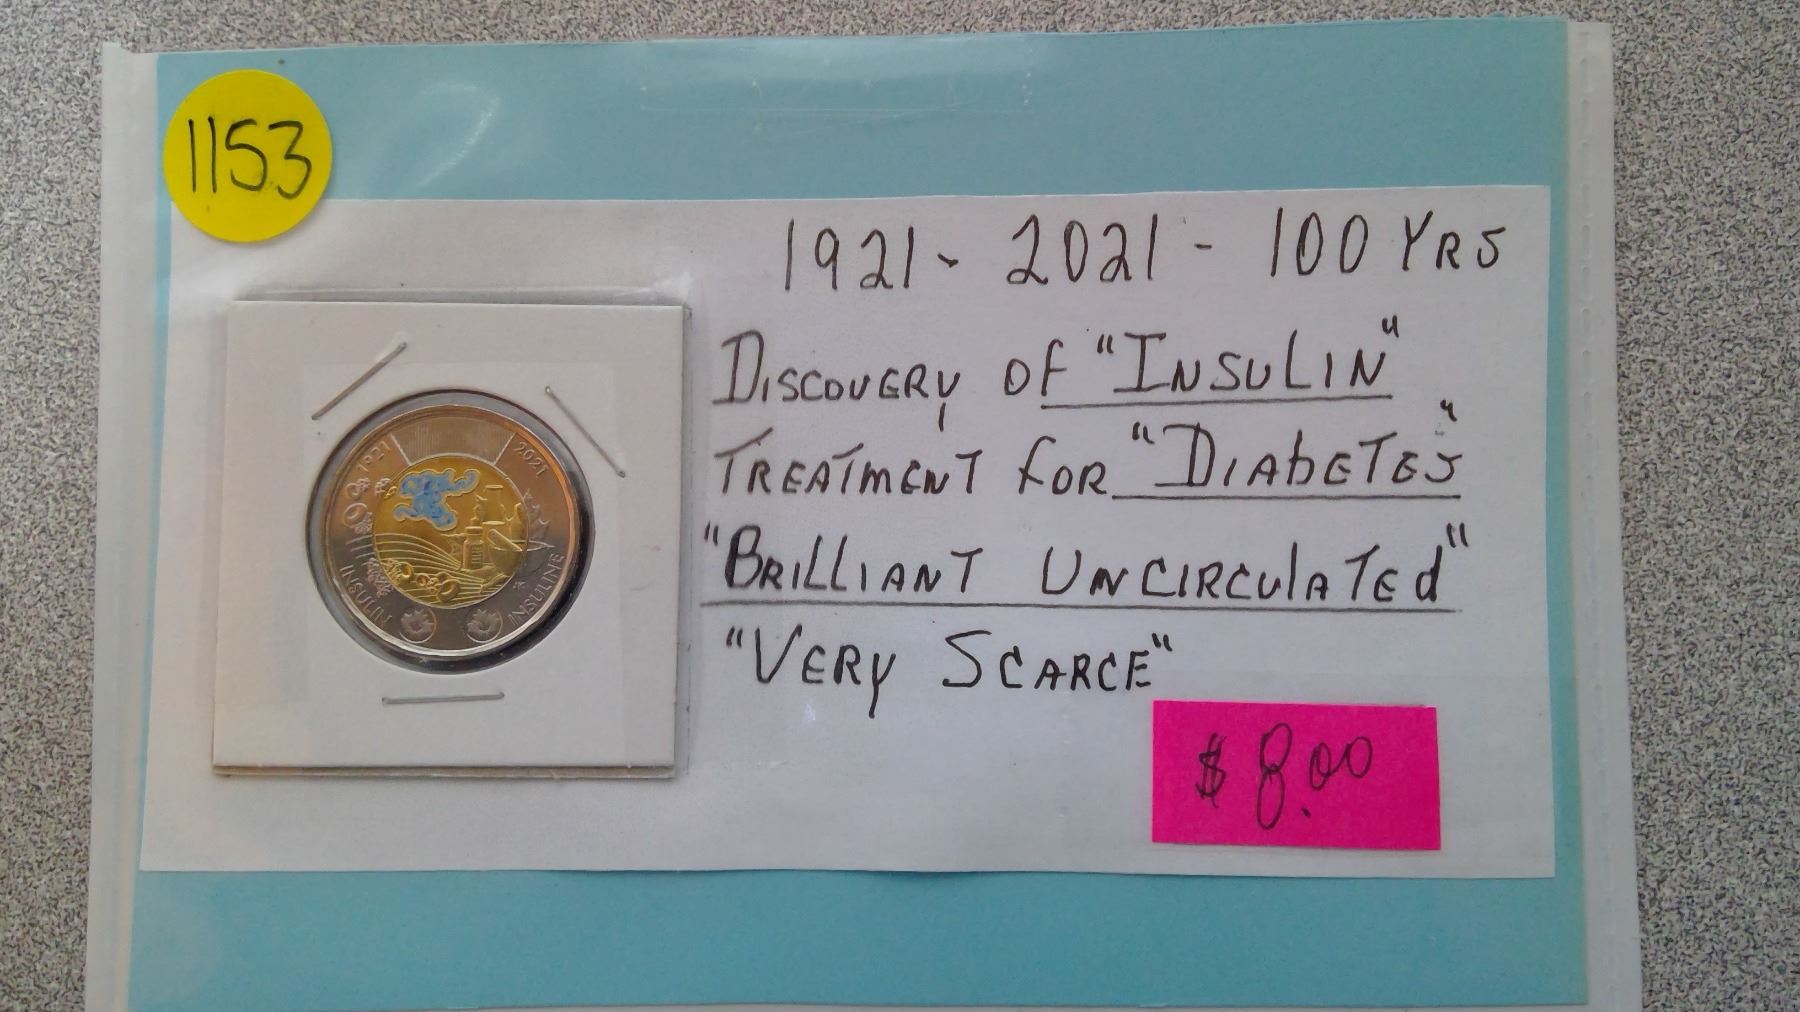 1153
1921 - 2021 - 100 YRS
DISCOVERY OF "INSULIN"
TREATMENT FOR "DIABETES"
"BRILLIANT UNCIRCULATED"
"VERY SCARCE"
$ 8.00
1921 2021
INSULIN INSULINE